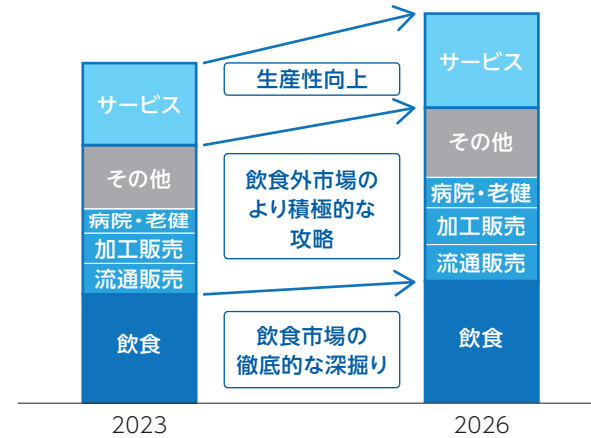 サービス
その他
病院・老健
加工販売
流通販売
飲食
2023
生産性向上
飲食外市場の
より積極的な
攻略
飲食市場の
徹底的な深掘り
サービス
その他
病院・老健
加工販売
流通販売
飲食
2026